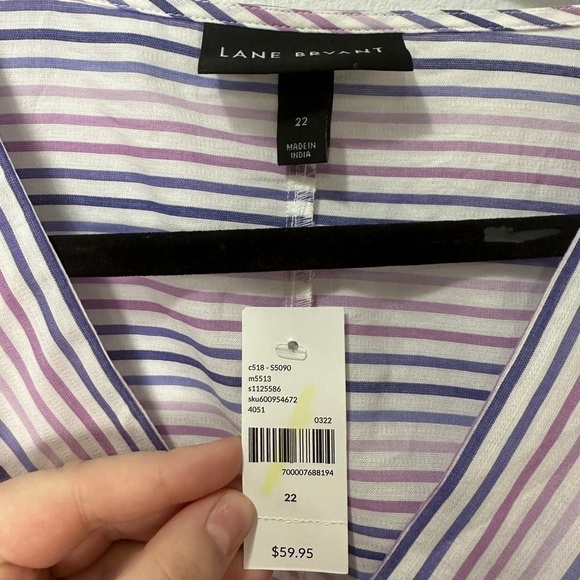 LANE BRYANT
22
MADE IN
INDIA
c518 - S5090
m5513
s1125586
sku600954672
4051
0322
700007688194
22
$59.95